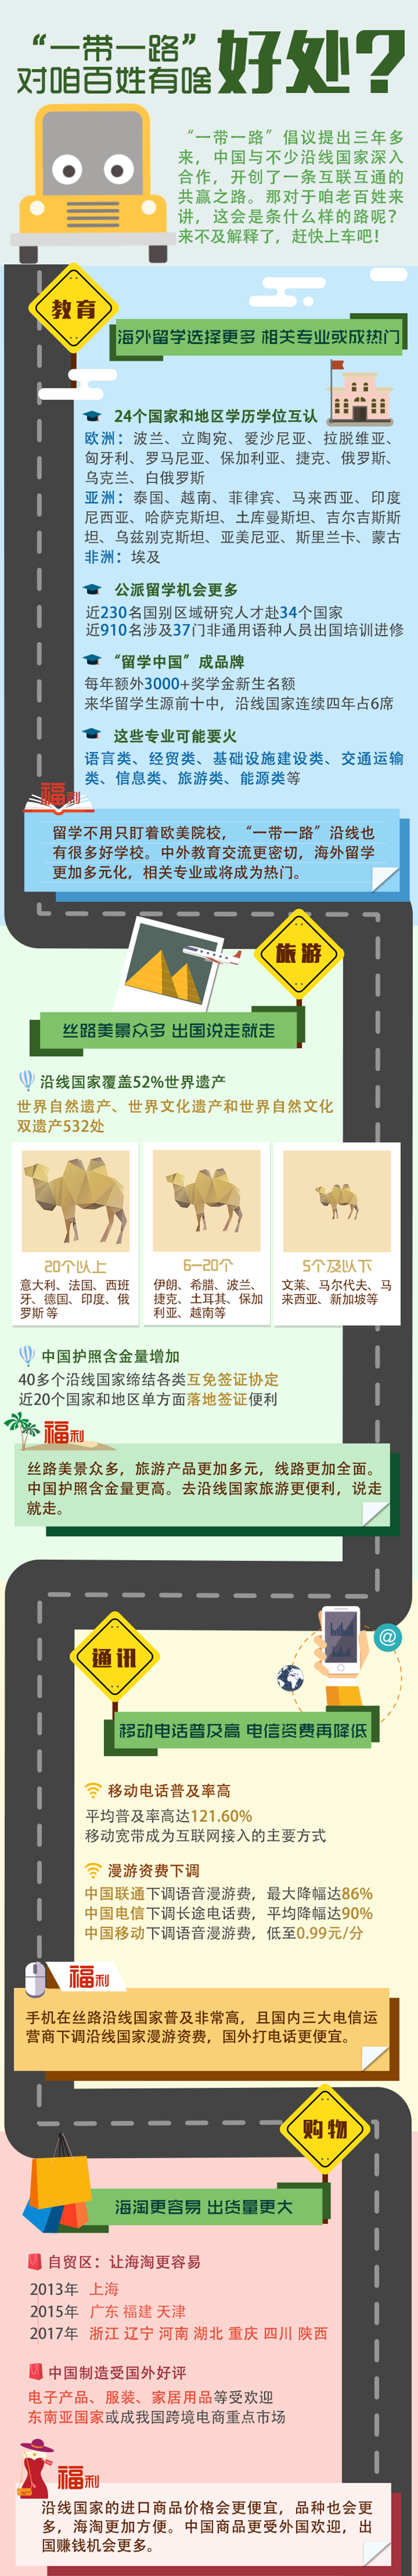 “一带一路”
对咱百姓有啥
好处?
“一带一路”倡议提出三年多
来，中国与不少沿线国家深入
合作，开创了一条互联互通的
共赢之路。那对于咱老百姓来
讲，这会是条什么样的路呢？
来不及解释了，赶快上车吧！
教育
海外留学选择更多 相关专业或成热门
24个国家和地区学历学位互认
欧洲：波兰、立陶宛、爱沙尼亚、拉脱维亚、
匈牙利、罗马尼亚、保加利亚、捷克、俄罗斯、
乌克兰、白俄罗斯
亚洲：泰国、越南、菲律宾、马来西亚、印度
尼西亚、哈萨克斯坦、土库曼斯坦、吉尔吉斯斯
坦、乌兹别克斯坦、亚美尼亚、斯里兰卡、蒙古
非洲：埃及
公派留学机会更多
近230名国别区域研究人才赴34个国家
近910名涉及37门非通用语种人员出国培训进修
“留学中国”成品牌
每年额外3000+奖学金新生名额
来华留学生源前十中，沿线国家连续四年占6席
这些专业可能要火
语言类、经贸类、基础设施建设类、交通运输
类、信息类、旅游类、能源类等
福利
留学不用只盯着欧美院校，“一带一路”沿线也
有很多好学校。中外教育交流更密切，海外留学
更加多元化，相关专业或将成为热门。
旅游
丝路美景众多 出国说走就走
沿线国家覆盖52%世界遗产
世界自然遗产、世界文化遗产和世界自然文化
双遗产532处
20个以上
意大利、法国、西班
牙、德国、印度、俄
罗斯等
6—20个
伊朗、希腊、波兰、
捷克、土耳其、保加
利亚、越南等
5个及以下
文莱、马尔代夫、马
来西亚、新加坡等
中国护照含金量增加
40多个沿线国家缔结各类互免签证协定
近20个国家和地区单方面落地签证便利
福利
丝路美景众多，旅游产品更加多元，线路更加全面。
中国护照含金量更高。去沿线国家旅游更便利，说走
就走。
通讯
@
移动电话普及高 电信资费再降低
移动电话普及率高
平均普及率高达121.60%
移动宽带成为互联网接入的主要方式
漫游资费下调
中国联通下调语音漫游费，最大降幅达86%
中国电信下调长途电话费，平均降幅达90%
中国移动下调语音漫游费，低至0.99元/分
福利
手机在丝路沿线国家普及非常高，且国内三大电信运
营商下调沿线国家漫游资费，国外打电话更便宜。
购物
海淘更容易 出货量更大
自贸区：让海淘更容易
2013年 上海
2015年 广东 福建 天津
2017年 浙江 辽宁 河南 湖北 重庆 四川 陕西
中国制造受国外好评
电子产品、服装、家居用品等受欢迎
东南亚国家或成我国跨境电商重点市场
福利
沿线国家的进口商品价格会更便宜，品种也会更
多，海淘更加方便。中国商品更受外国欢迎，出
国赚钱机会更多。